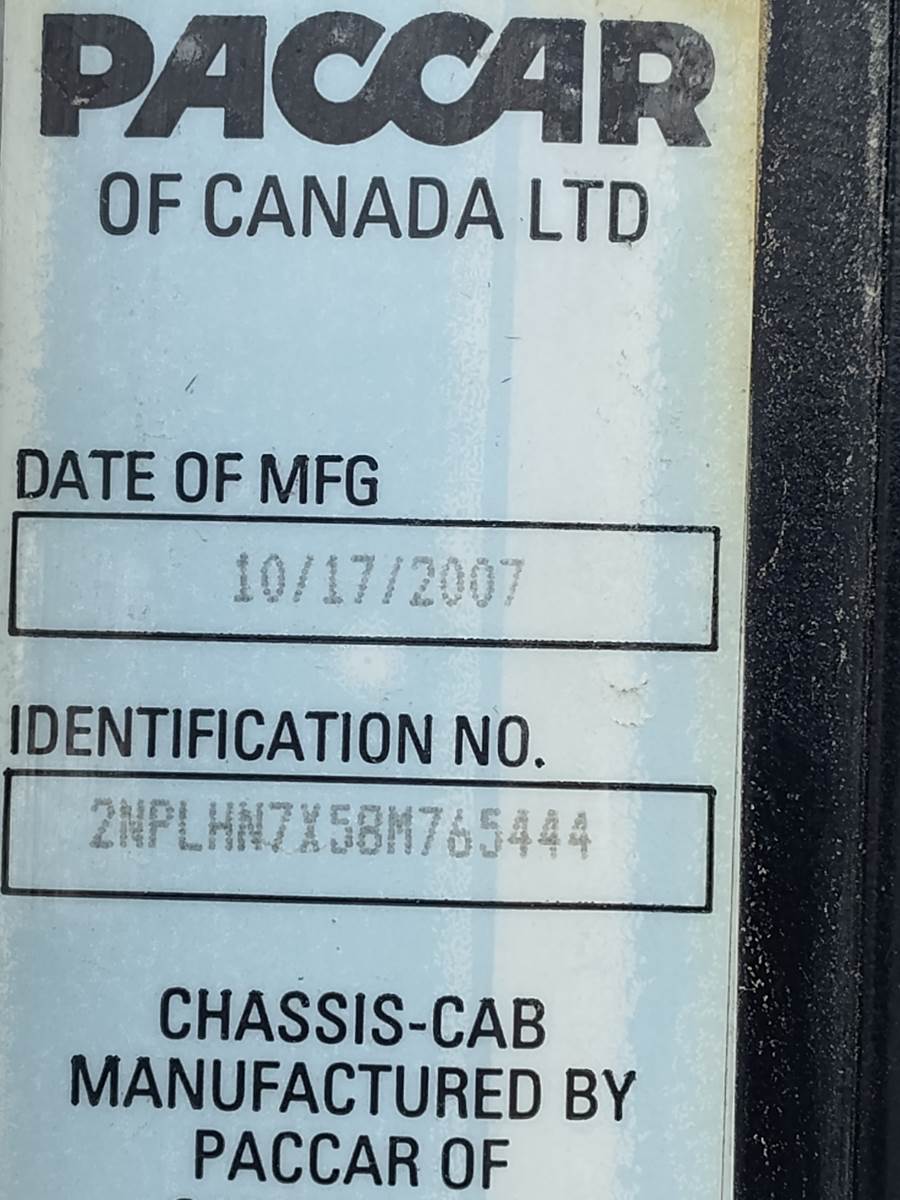 PACCAR
OF CANADA LTD
DATE OF MFG
10/17/2007
IDENTIFICATION NO.
2NPLHN7X58M765444
CHASSIS-CAB
MANUFACTURED BY
PACCAR OF